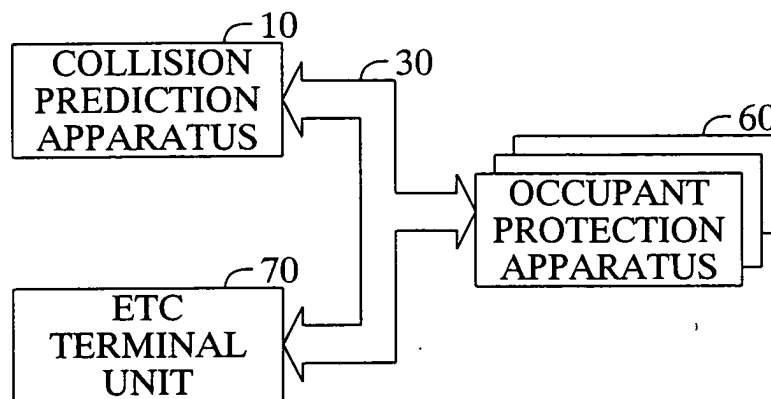 10
COLLISION
PREDICTION
APPARATUS
30
60
OCCUPANT
PROTECTION
APPARATUS
70
ETC
TERMINAL
UNIT